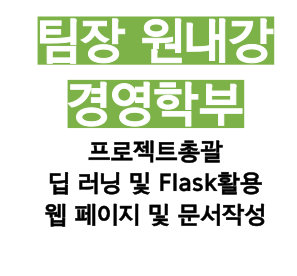 팀장 원내강
경영학부
프로젝트총괄
딥 러닝 및 Flask활용
웹 페이지 및 문서작성